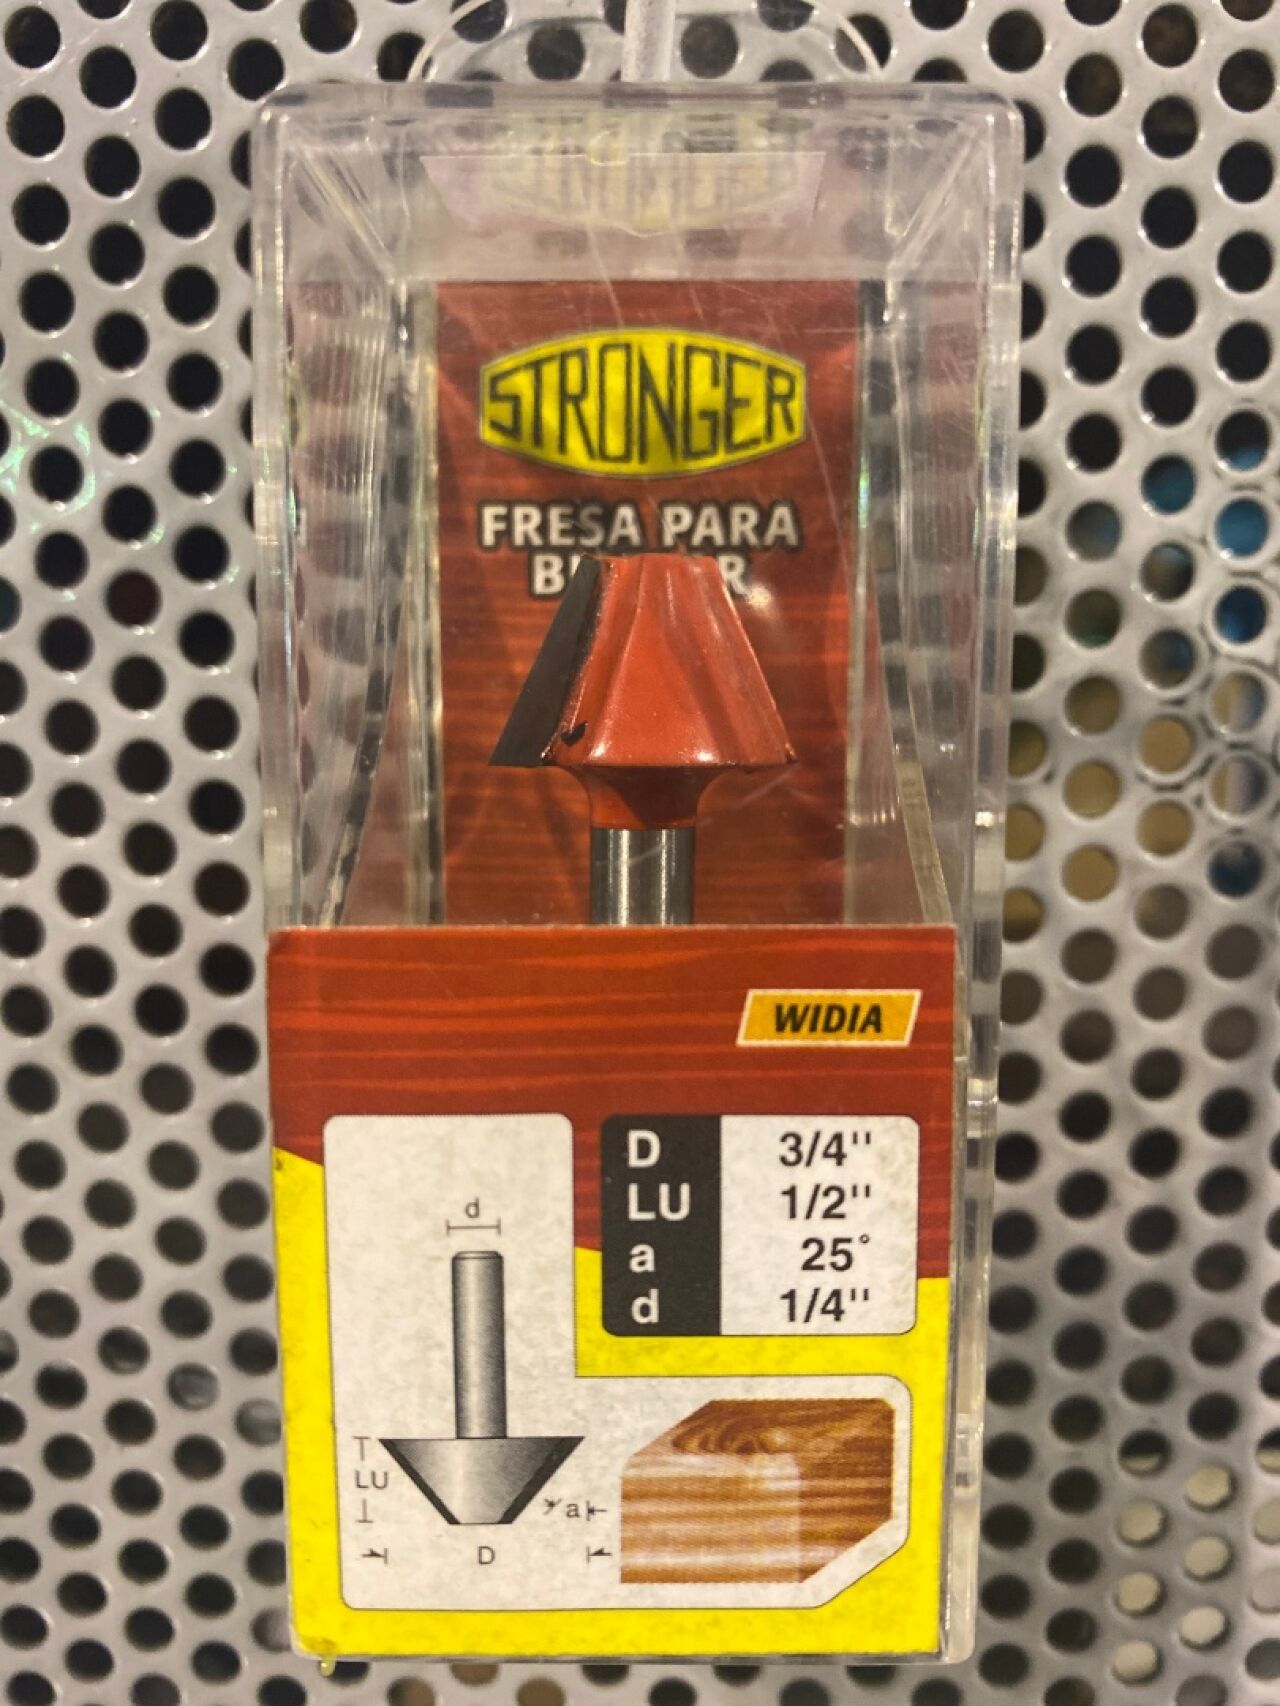 STRONGER
FRESA PARA
WIDIA
D 3/4"
LU 1/2"
a 25°
d 1/4"
d
LU
a
D